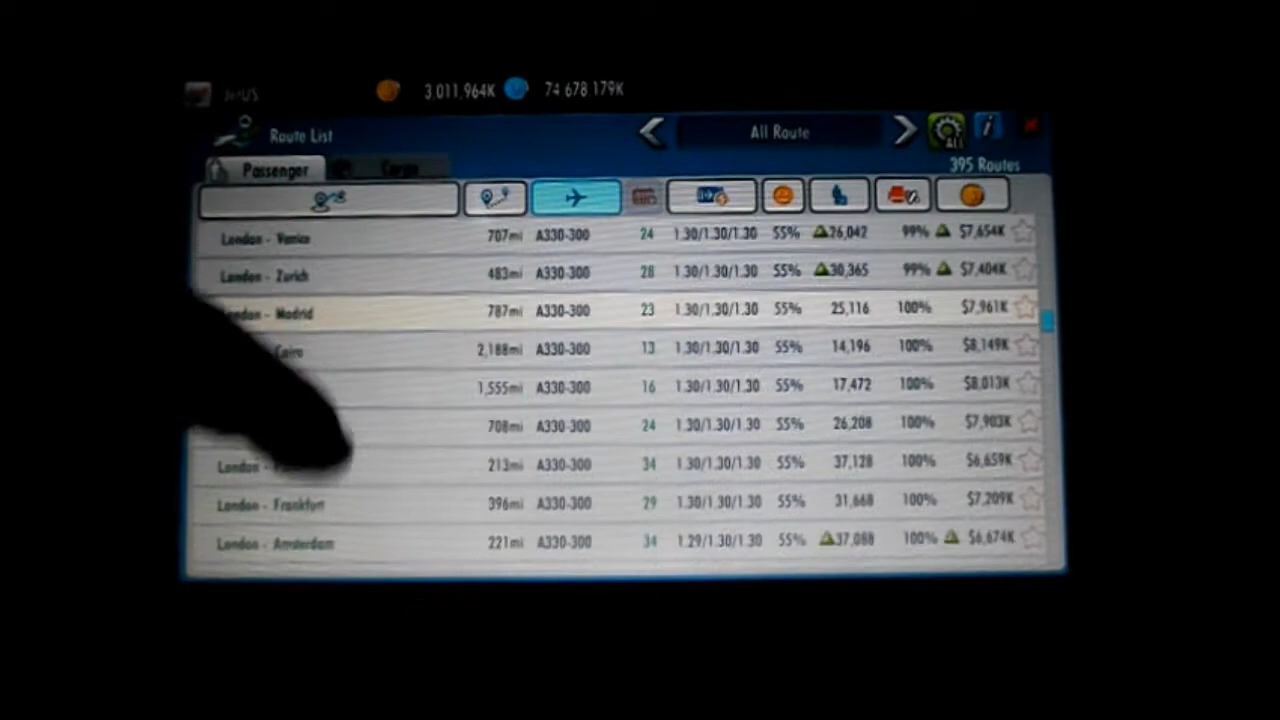 JetUS 3,011,964K 74,678,179K
Route List All Route ALL i
Passenger Cargo 395 Routes
London - Venice 707mi A330-300 24 1.30/1.30/1.30 55% 26,042 99% $7,654K
London - Zurich 483mi A330-300 28 1.30/1.30/1.30 55% 30,365 99% $7,404K
London - Madrid 787mi A330-300 23 1.30/1.30/1.30 55% 25,116 100% $7,961K
Cairo 2,188mi A330-300 13 1.30/1.30/1.30 55% 14,196 100% $8,149K
1,555mi A330-300 16 1.30/1.30/1.30 55% 17,472 100% $8,013K
708mi A330-300 24 1.30/1.30/1.30 55% 26,208 100% $7,903K
London - 213mi A330-300 34 1.30/1.30/1.30 55% 37,128 100% $6,659K
London - Frankfurt 396mi A330-300 29 1.30/1.30/1.30 55% 31,668 100% $7,209K
London - Amsterdam 221mi A330-300 34 1.29/1.30/1.30 55% 37,088 100% $6,674K